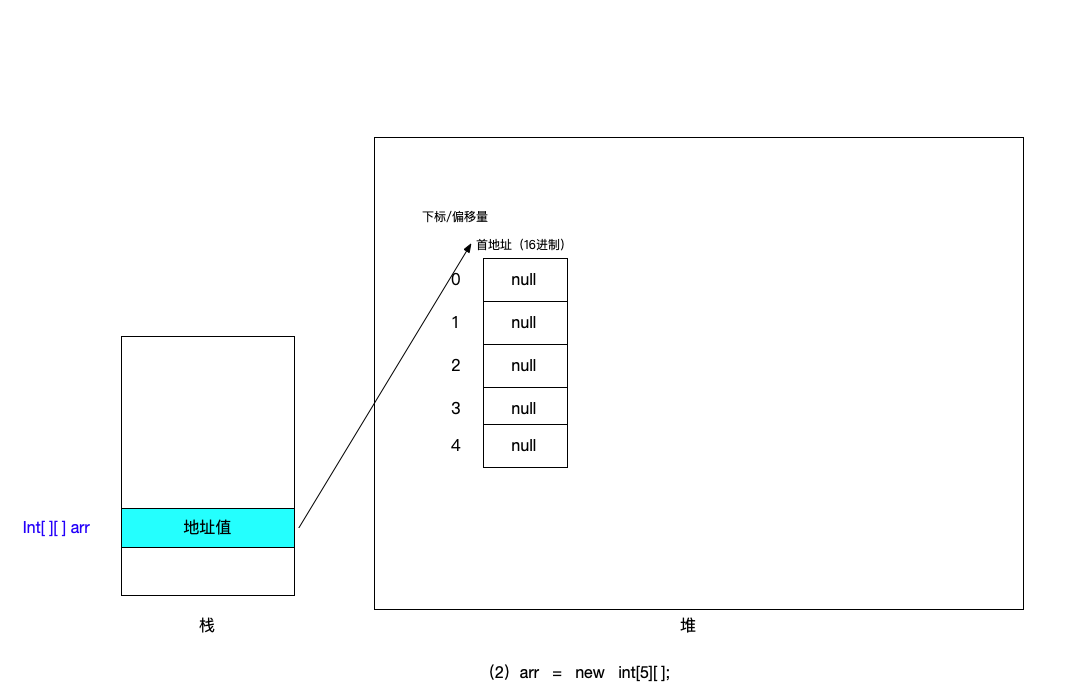 下标/偏移量
首地址（16进制）
0 null
1 null
2 null
3 null
4 null
Int[ ][ ] arr 地址值
栈 堆
（2）arr = new int[5][ ];